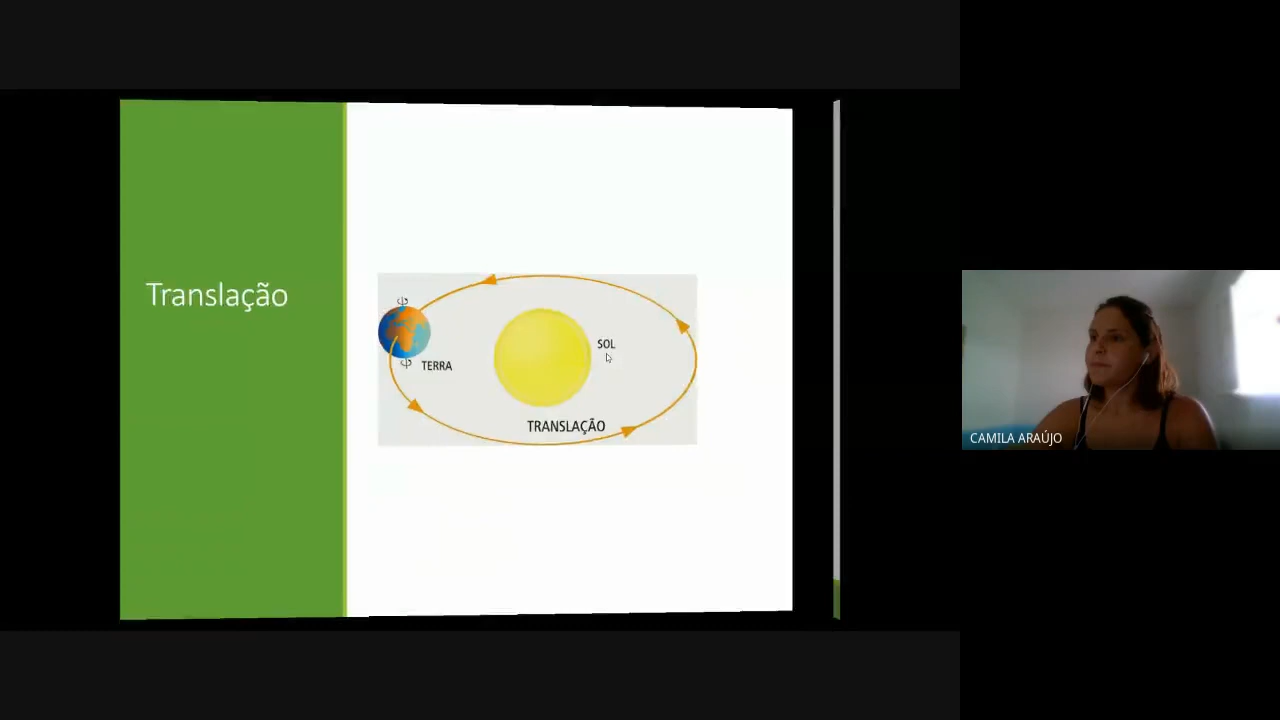 Translação
SOL
TERRA
TRANSLAÇÃO
CAMILA ARAÚJO